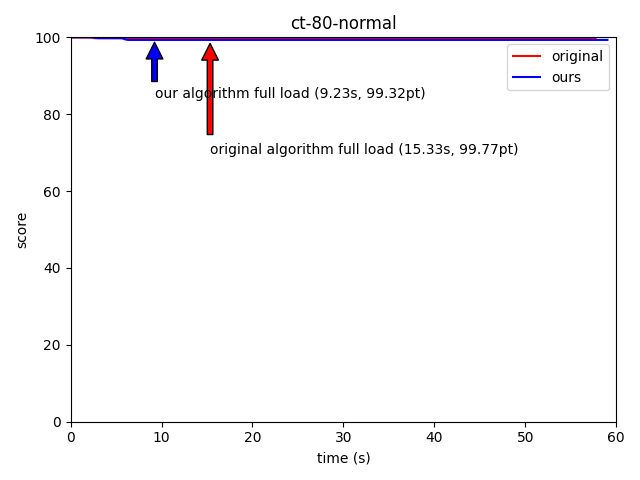 ct-80-normal
100
80
60
40
20
0
score
original
ours
our algorithm full load (9.23s, 99.32pt)
original algorithm full load (15.33s, 99.77pt)
0 10 20 30 40 50 60
time (s)